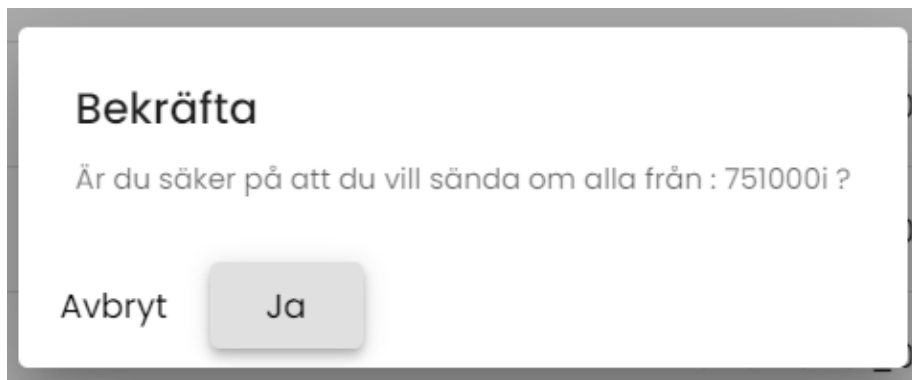 Bekräfta
Är du säker på att du vill sända om alla från : 751000i ?
Avbryt
Ja